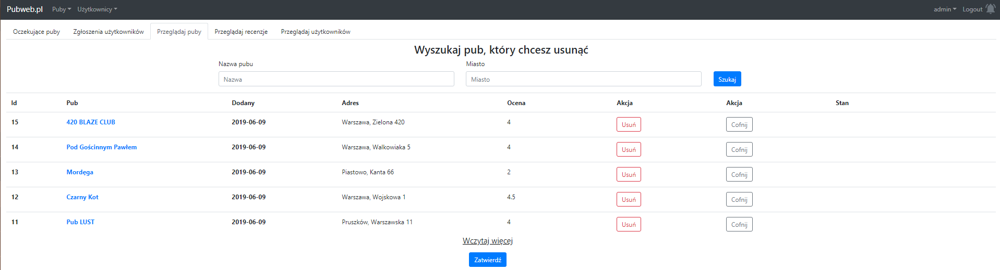 Pubweb.pl Puby Użytkownicy admin Logout
Oczekujące puby Zgłoszenia użytkowników Przeglądaj puby Przeglądaj recenzje Przeglądaj użytkowników
Wyszukaj pub, który chcesz usunąć
Nazwa pubu Miasto
Nazwa Miasto Szukaj
Id Pub Dodany Adres Ocena Akcja Akcja Stan
15 420 BLAZE CLUB 2019-06-09 Warszawa, Zielona 420 4 Usuń Cofnij
14 Pod Gościnnym Pawłem 2019-06-09 Warszawa, Walkowiaka 5 4 Usuń Cofnij
13 Mordęga 2019-06-09 Piastowo, Kanta 66 2 Usuń Cofnij
12 Czarny Kot 2019-06-09 Warszawa, Wojskowa 1 4.5 Usuń Cofnij
11 Pub LUST 2019-06-09 Pruszków, Warszawska 11 4 Usuń Cofnij
Wczytaj więcej
Zatwierdź